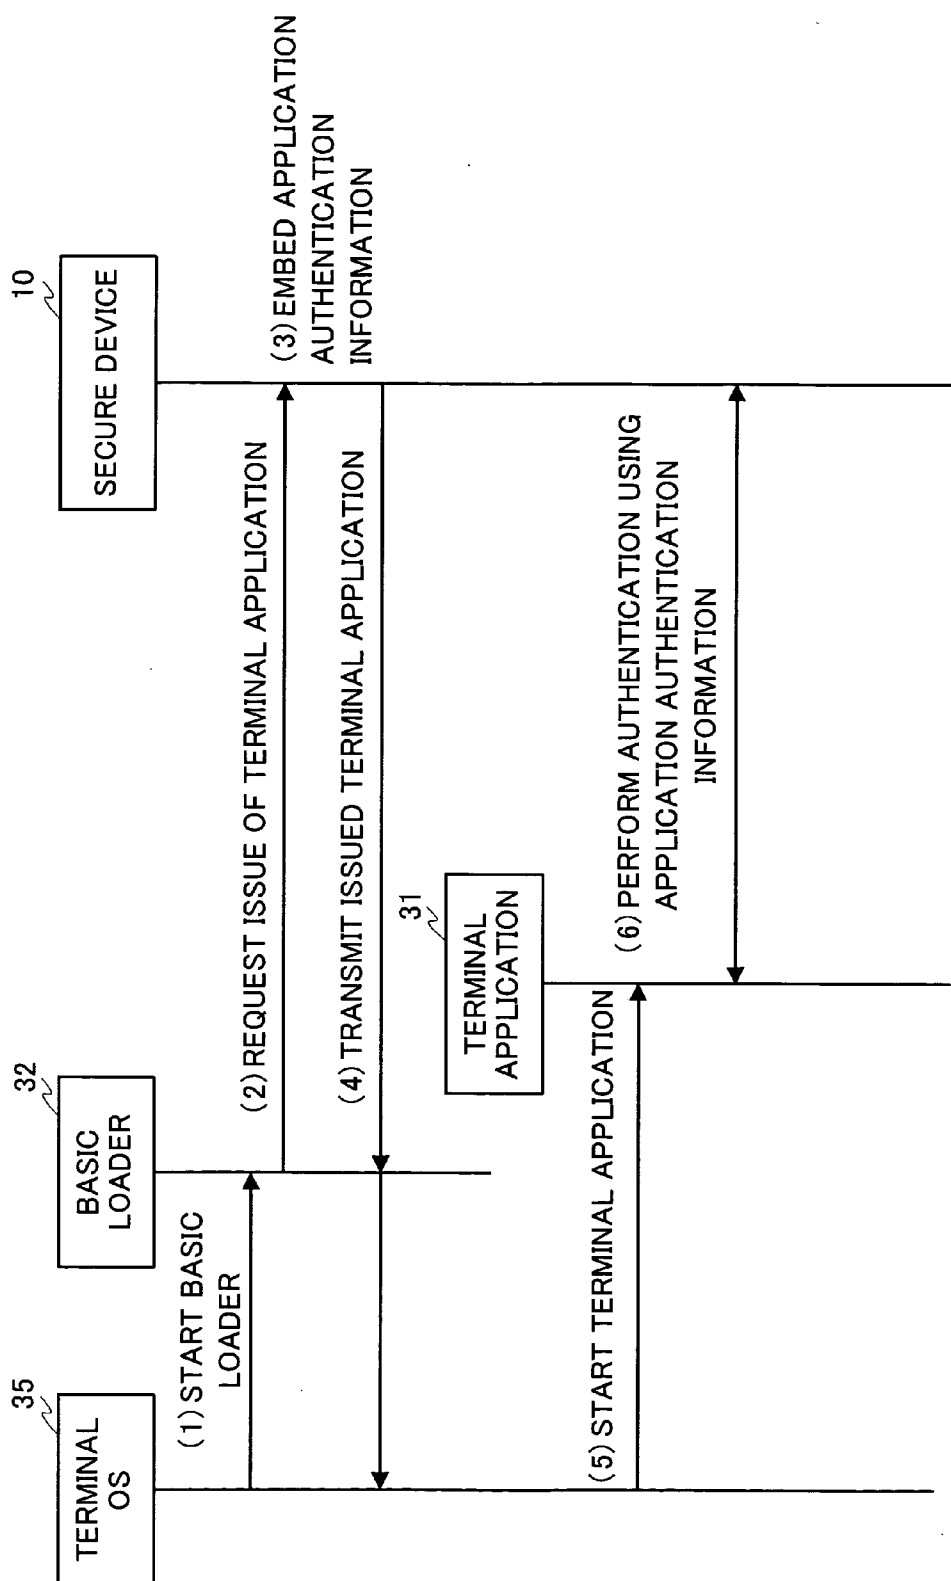 35
TERMINAL
OS
32
BASIC
LOADER
10
SECURE DEVICE
(1) START BASIC
LOADER
(2) REQUEST ISSUE OF TERMINAL APPLICATION
(3) EMBED APPLICATION
AUTHENTICATION
INFORMATION
(4) TRANSMIT ISSUED TERMINAL APPLICATION
31
TERMINAL
APPLICATION
(5) START TERMINAL APPLICATION
(6) PERFORM AUTHENTICATION USING
APPLICATION AUTHENTICATION
INFORMATION